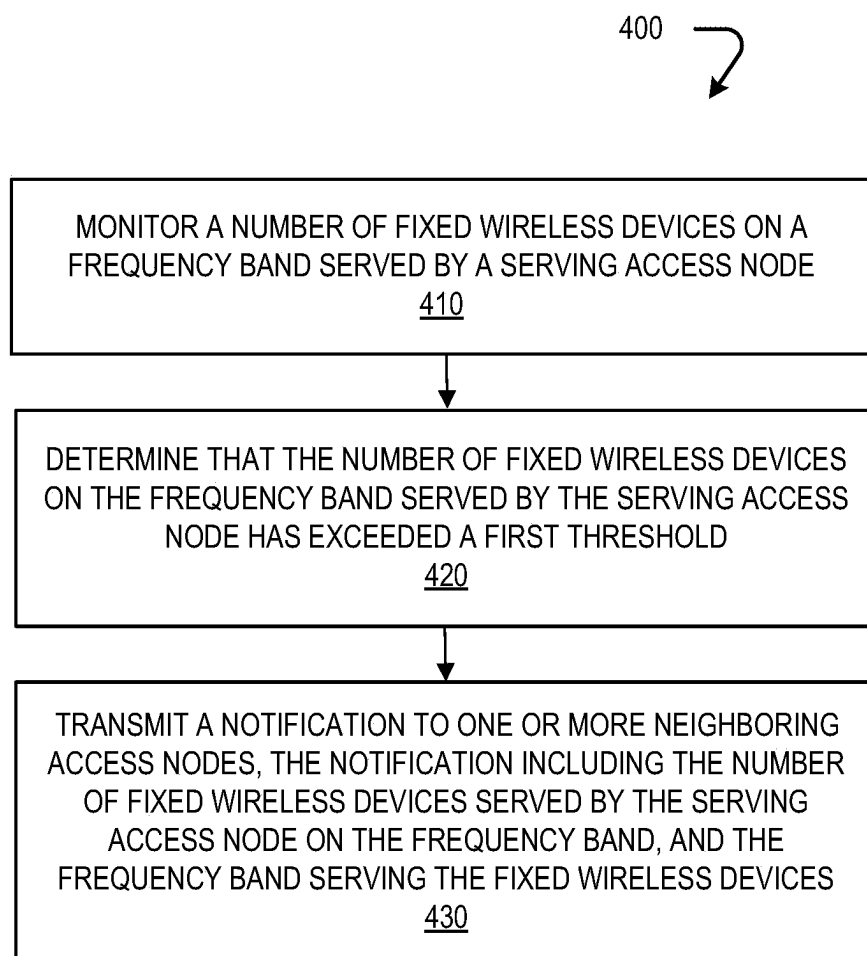 400
MONITOR A NUMBER OF FIXED WIRELESS DEVICES ON A
FREQUENCY BAND SERVED BY A SERVING ACCESS NODE
410
DETERMINE THAT THE NUMBER OF FIXED WIRELESS DEVICES
ON THE FREQUENCY BAND SERVED BY THE SERVING ACCESS
NODE HAS EXCEEDED A FIRST THRESHOLD
420
TRANSMIT A NOTIFICATION TO ONE OR MORE NEIGHBORING
ACCESS NODES, THE NOTIFICATION INCLUDING THE NUMBER
OF FIXED WIRELESS DEVICES SERVED BY THE SERVING
ACCESS NODE ON THE FREQUENCY BAND, AND THE
FREQUENCY BAND SERVING THE FIXED WIRELESS DEVICES
430